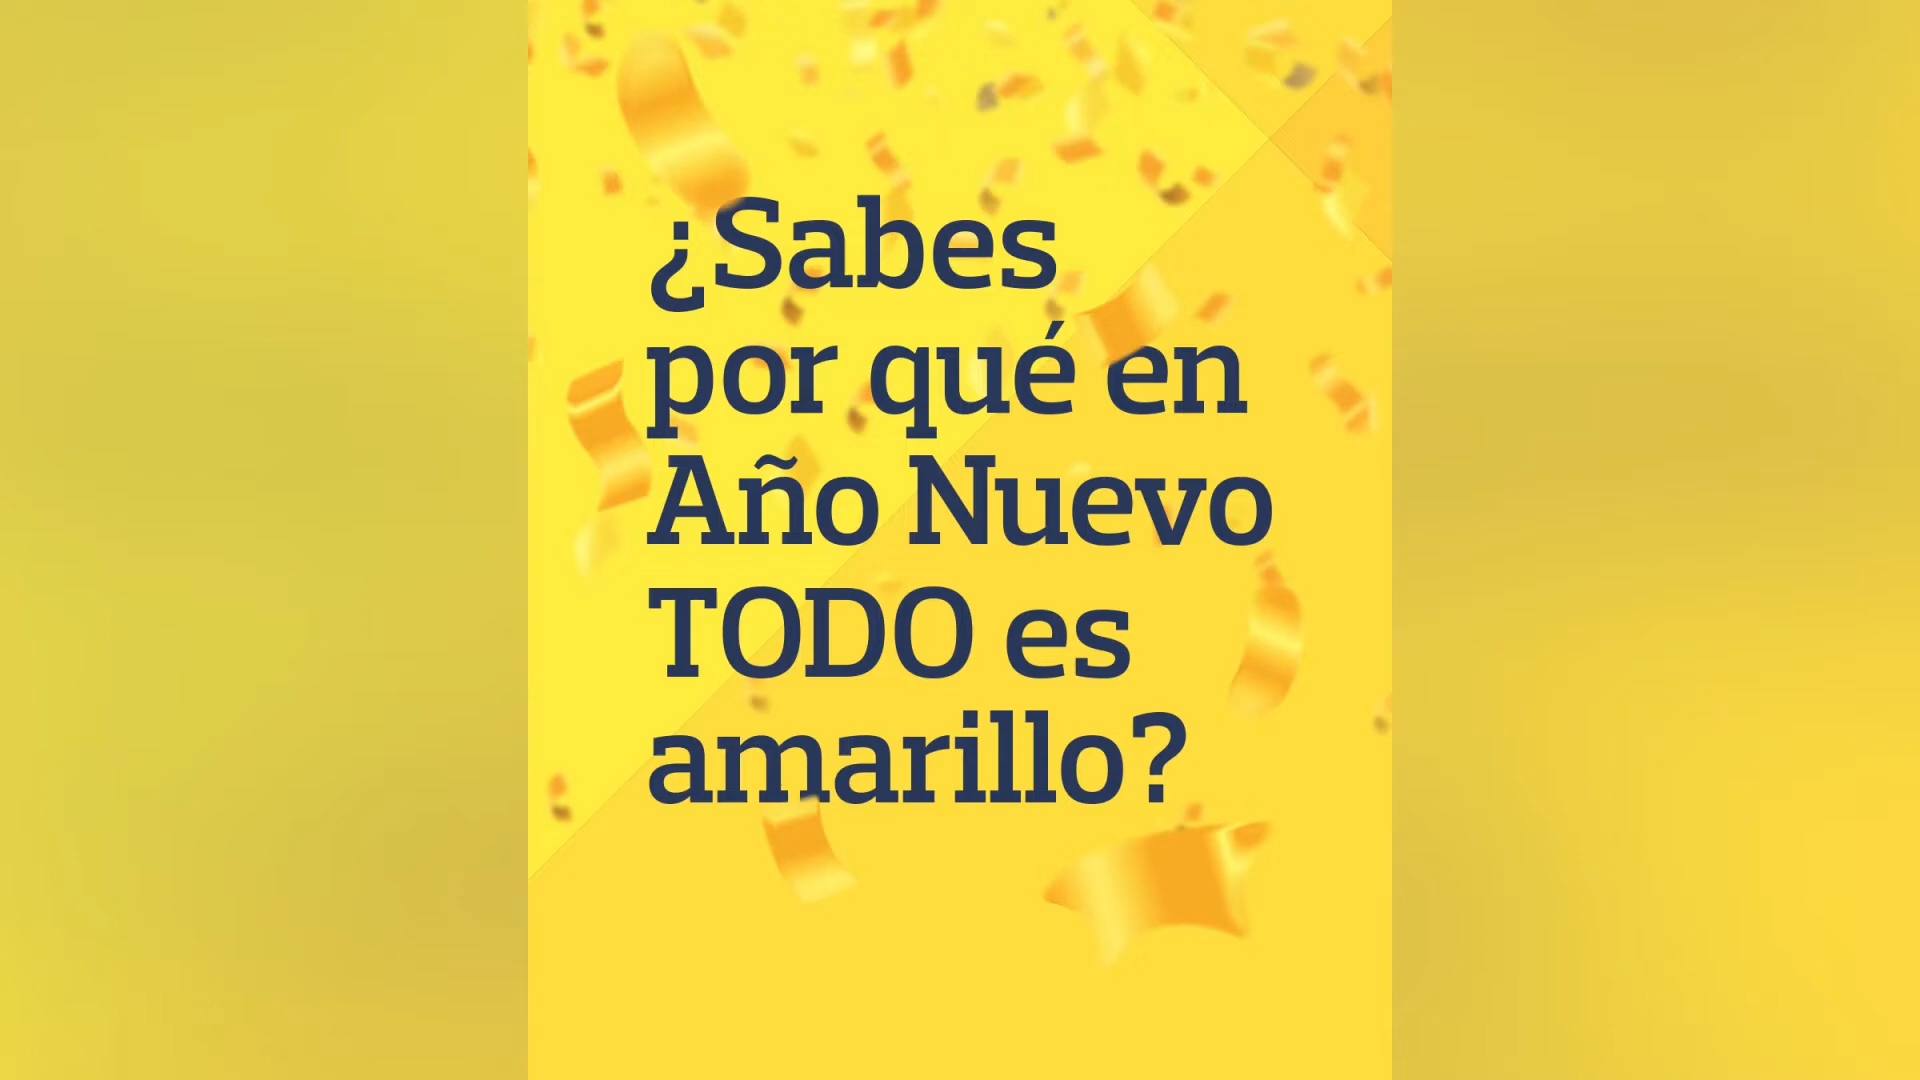 ¿Sabes
por qué en
Año Nuevo
TODO es
amarillo?